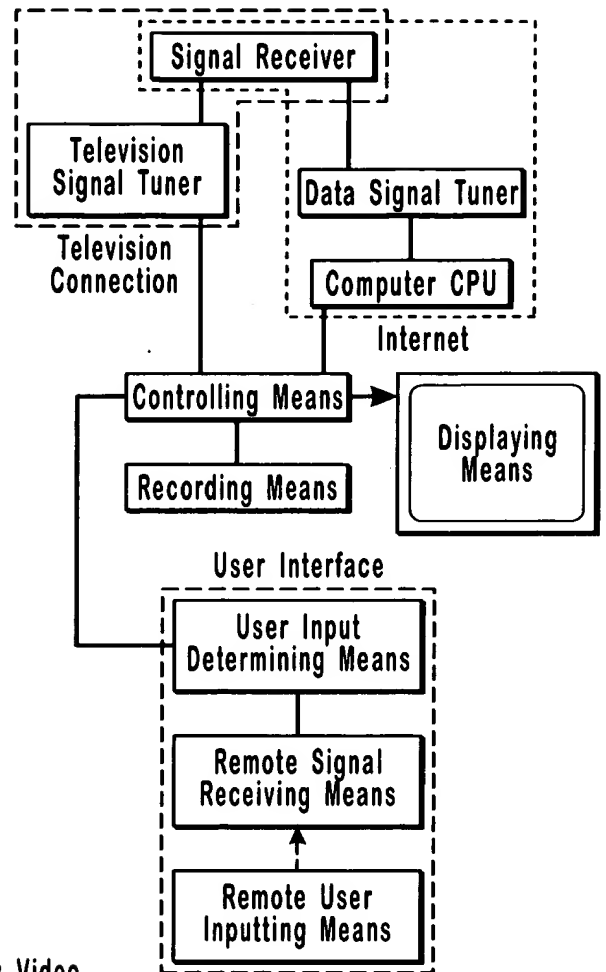 Signal Receiver
Television
Signal Tuner
Data Signal Tuner
Television
Connection
Computer CPU
Internet
Controlling Means
Displaying
Means
Recording Means
User Interface
User Input
Determining Means
Remote Signal
Receiving Means
Remote User
Inputting Means
Video